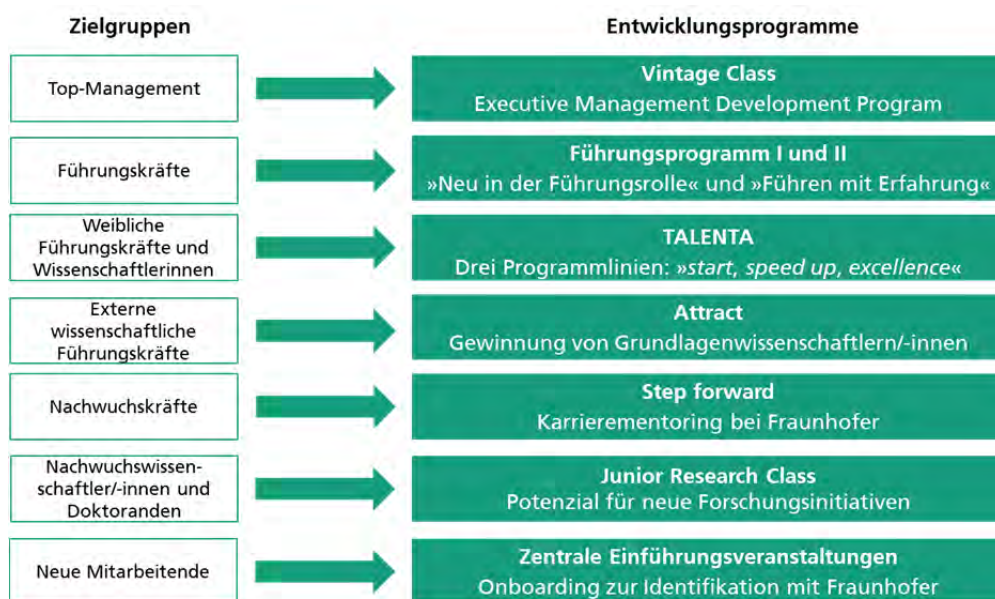 Zielgruppen
Entwicklungsprogramme
Top-Management
Vintage Class
Executive Management Development Program
Führungskräfte
Führungsprogramm I und II
»Neu in der Führungsrolle« und »Führen mit Erfahrung«
Weibliche
Führungskräfte und
Wissenschaftlerinnen
TALENTA
Drei Programmlinien: »start, speed up, excellence«
Externe
wissenschaftliche
Führungskräfte
Attract
Gewinnung von Grundlagenwissenschaftlern/-innen
Nachwuchskräfte
Step forward
Karrierementoring bei Fraunhofer
Nachwuchswissen-
schaftler/-innen und
Doktoranden
Junior Research Class
Potenzial für neue Forschungsinitiativen
Neue Mitarbeitende
Zentrale Einführungsveranstaltungen
Onboarding zur Identifikation mit Fraunhofer